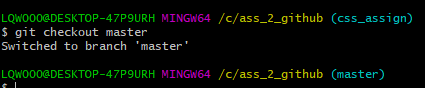 LQWOOO@DESKTOP-47P9URH MINGW64 /c/ass_2_github (css_assign)
$ git checkout master
Switched to branch 'master'
LQWOOO@DESKTOP-47P9URH MINGW64 /c/ass_2_github (master)
$